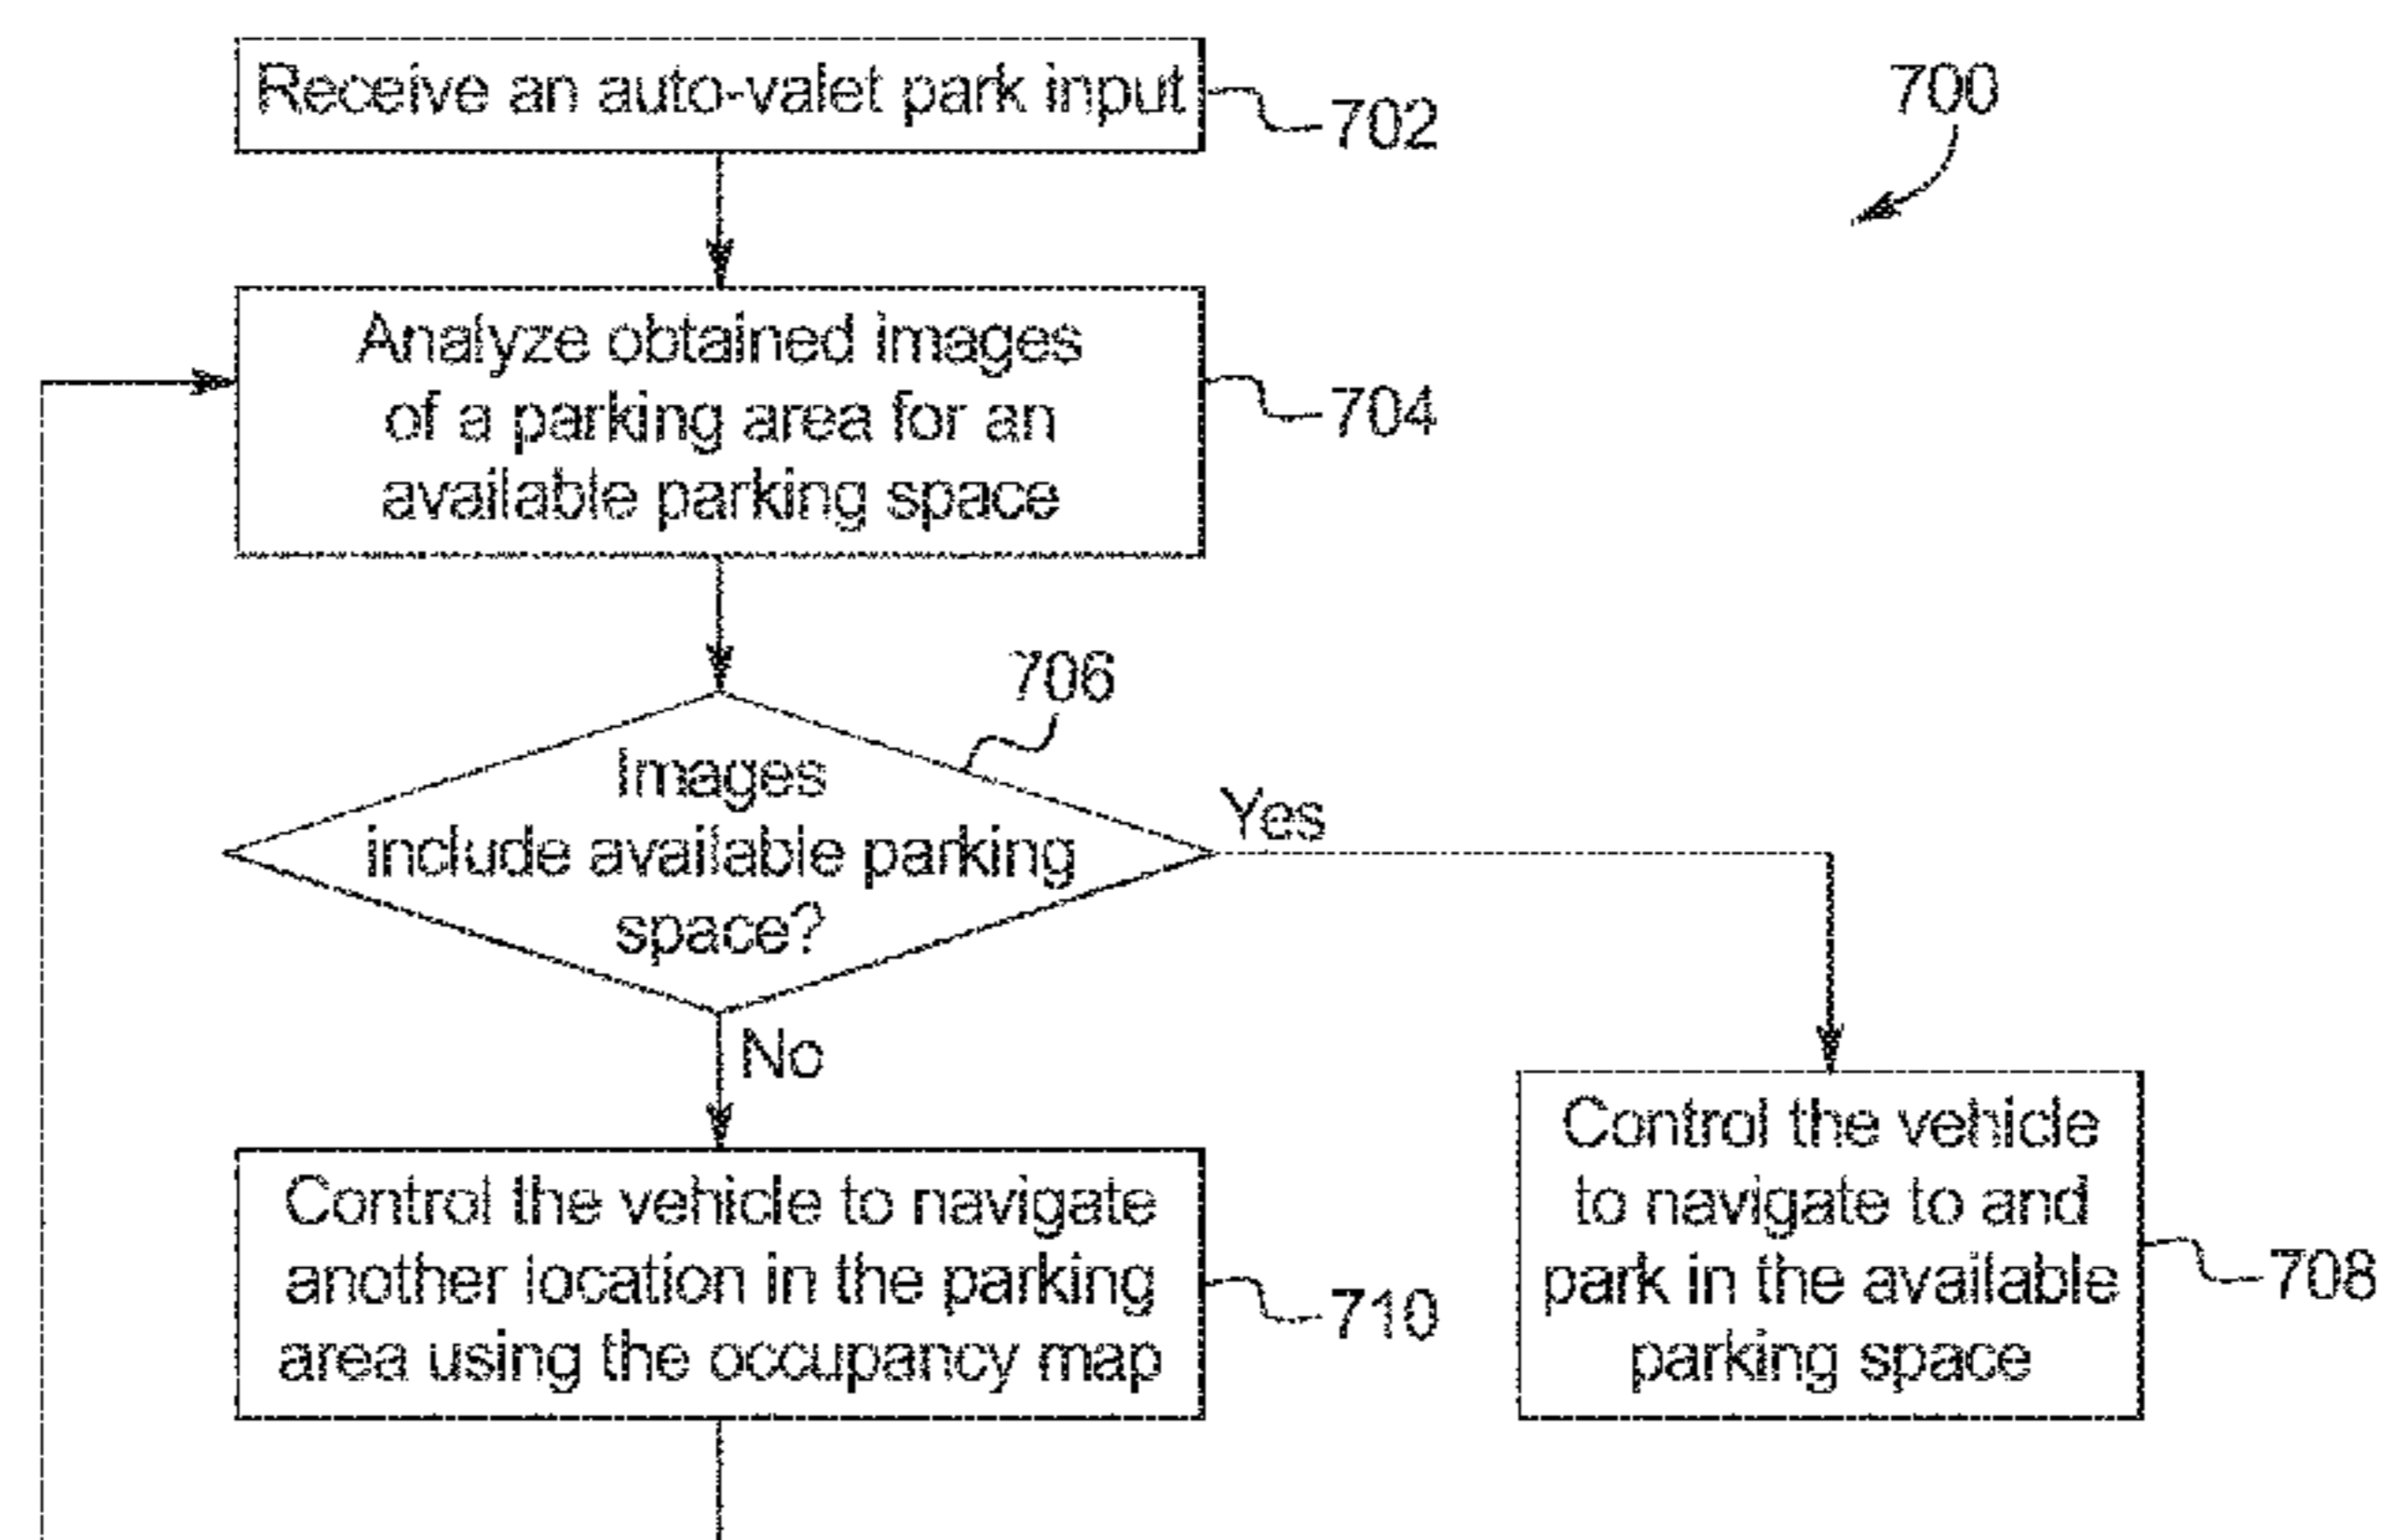 Receive an auto-valet park input
702
700
Analyze obtained images
of a parking area for an
available parking space
704
706
Images
include available parking
space?
Yes
No
Control the vehicle to navigate
another location in the parking
area using the occupancy map
710
Control the vehicle
to navigate to and
park in the available
parking space
708